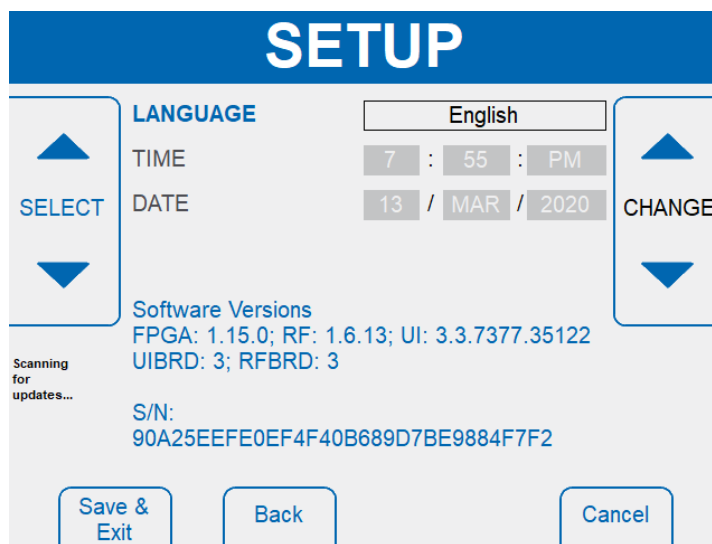 SETUP
LANGUAGE English
TIME 7 : 55 : PM
DATE 13 / MAR / 2020
SELECT
CHANGE
Software Versions
FPGA: 1.15.0; RF: 1.6.13; UI: 3.3.7377.35122
UIBRD: 3; RFBRD: 3
Scanning
for
updates...
S/N:
90A25EEFE0EF4F40B689D7BE9884F7F2
Save &
Exit
Back
Cancel